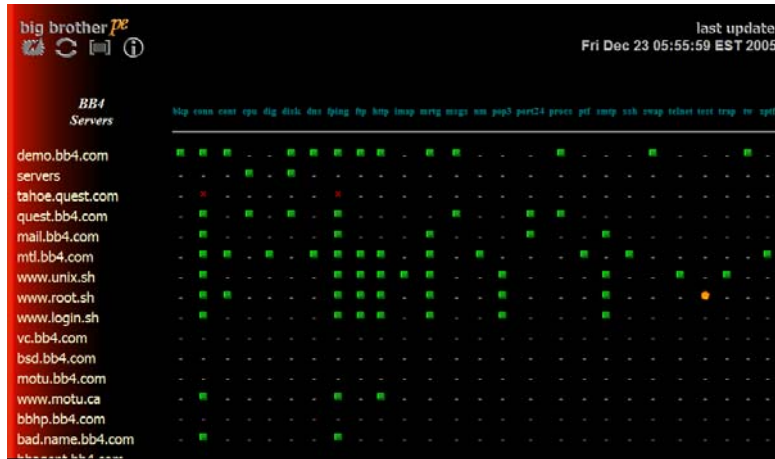 big brother pe
last update
Fri Dec 23 05:55:59 EST 2005
BB4
Servers
bkp conn cont cpu dig disk dns fping ftp http imap mrtg msgs nm pop3 port24 procs ptf smtp ssh swap telnet test trap tw xptf
demo.bb4.com
servers
tahoe.quest.com
quest.bb4.com
mail.bb4.com
mtl.bb4.com
www.unix.sh
www.root.sh
www.login.sh
vc.bb4.com
bsd.bb4.com
motu.bb4.com
www.motu.ca
bbhp.bb4.com
bad.name.bb4.com